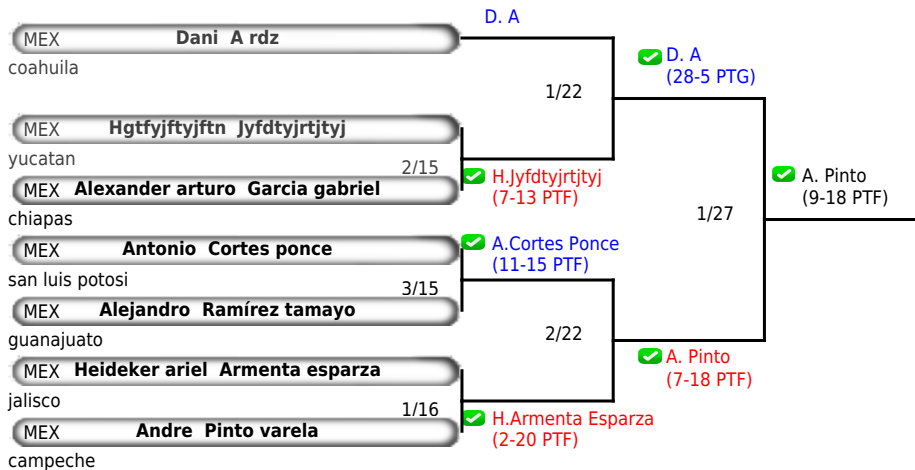 D. A
MEX Dani A rdz
coahuila
D. A
(28-5 PTG)
1/22
MEX Hgtfyjftyjftn Jyfdtyjrtjtyj
yucatan
2/15
H.Jyfdtyjrtjtyj
(7-13 PTF)
MEX Alexander arturo Garcia gabriel
chiapas
A. Pinto
(9-18 PTF)
1/27
MEX Antonio Cortes ponce
san luis potosi
A.Cortes Ponce
(11-15 PTF)
3/15
MEX Alejandro Ramírez tamayo
guanajuato
2/22
A. Pinto
(7-18 PTF)
MEX Heideker ariel Armenta esparza
jalisco
1/16
H.Armenta Esparza
(2-20 PTF)
MEX Andre Pinto varela
campeche